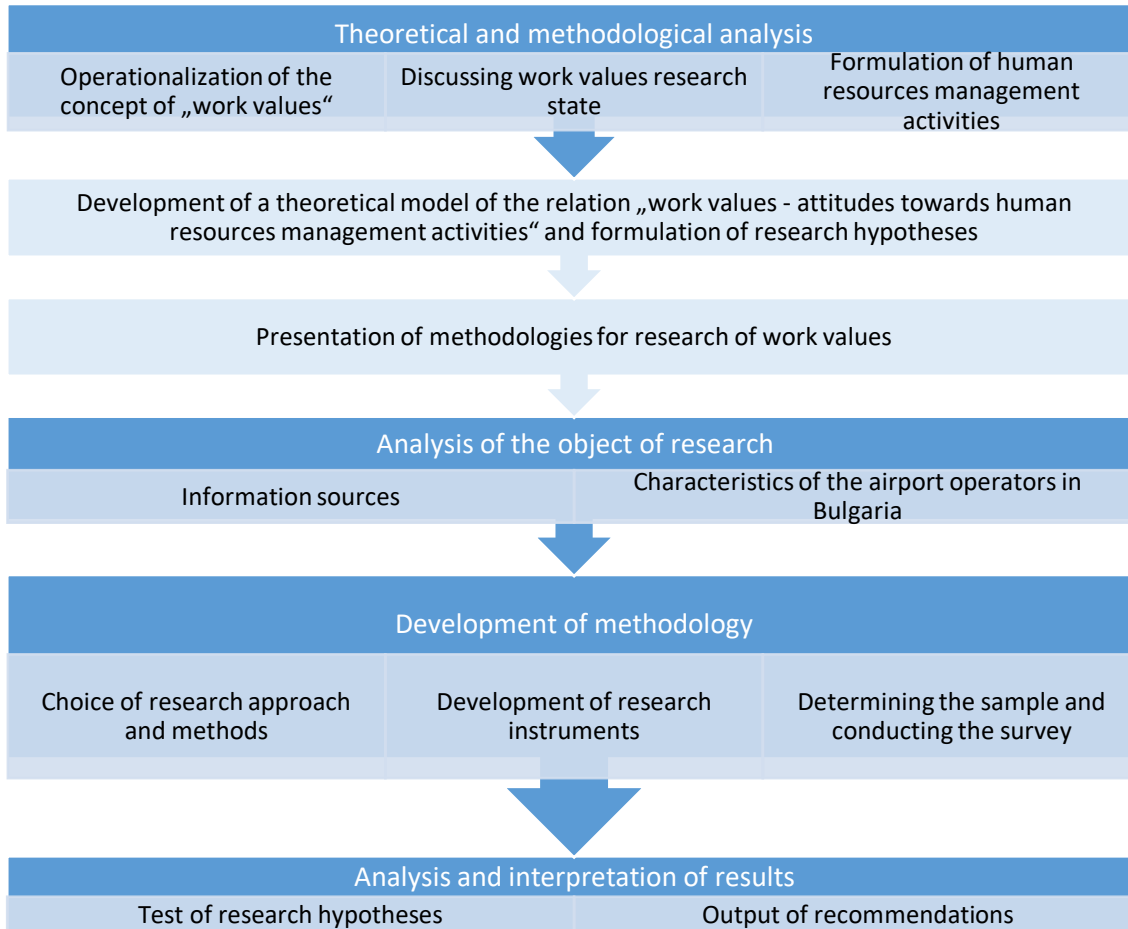 Theoretical and methodological analysis
Operationalization of the
concept of „work values“
Discussing work values research
state
Formulation of human
resources management
activities
Development of a theoretical model of the relation „work values - attitudes towards human
resources management activities“ and formulation of research hypotheses
Presentation of methodologies for research of work values
Analysis of the object of research
Information sources
Characteristics of the airport operators in
Bulgaria
Development of methodology
Choice of research approach
and methods
Development of research
instruments
Determining the sample and
conducting the survey
Analysis and interpretation of results
Test of research hypotheses
Output of recommendations